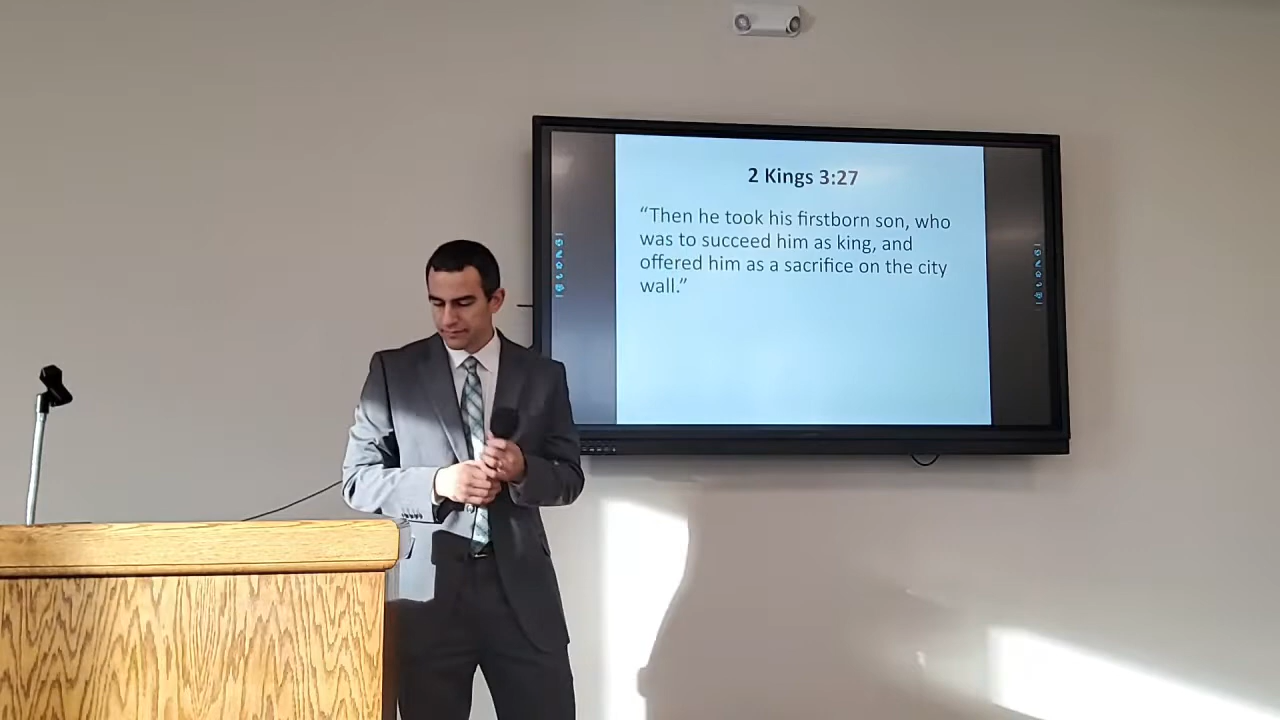 2 Kings 3:27
“Then he took his firstborn son, who
was to succeed him as king, and
offered him as a sacrifice on the city
wall.”